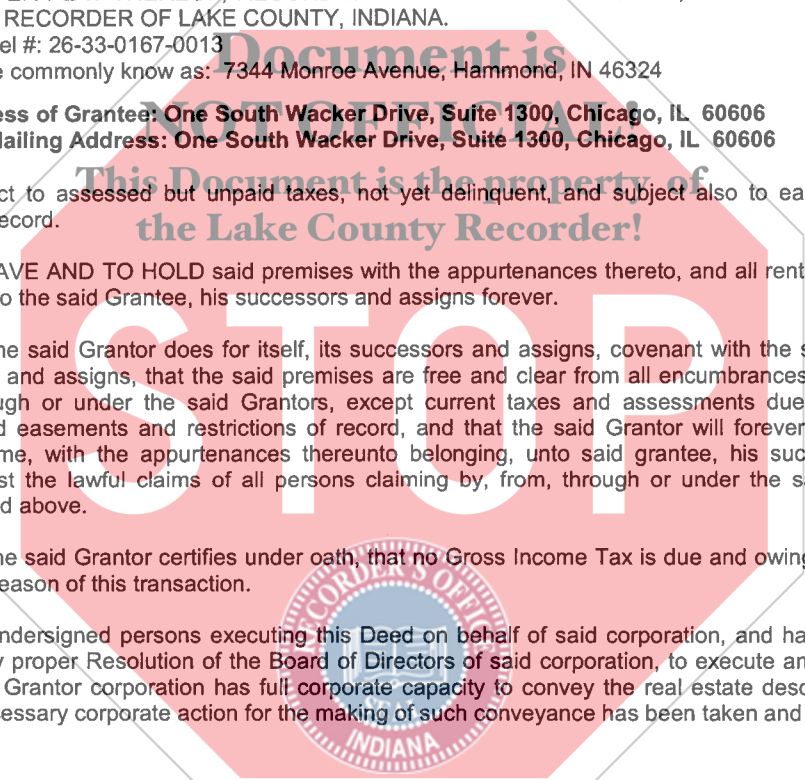 RECORDER OF LAKE COUNTY, INDIANA.
el #: 26-33-0167-0013
e commonly know as: 7344 Monroe Avenue, Hammond, IN 46324
Document is
NOT OFFICIAL!
This Document is the property of
the Lake County Recorder!
ess of Grantee: One South Wacker Drive, Suite 1300, Chicago, IL 60606
Mailing Address: One South Wacker Drive, Suite 1300, Chicago, IL 60606
ct to assessed but unpaid taxes, not yet delinquent, and subject also to ea
ecord.
AVE AND TO HOLD said premises with the appurtenances thereto, and all rent
o the said Grantee, his successors and assigns forever.
STOP
ne said Grantor does for itself, its successors and assigns, covenant with the s
and assigns, that the said premises are free and clear from all encumbrances
ugh or under the said Grantors, except current taxes and assessments due
d easements and restrictions of record, and that the said Grantor will forever
me, with the appurtenances thereunto belonging, unto said grantee, his suc
st the lawful claims of all persons claiming by, from, through or under the s
d above.
ne said Grantor certifies under oath, that no Gross Income Tax is due and owing
eason of this transaction.
ndersigned persons executing this Deed on behalf of said corporation, and ha
y proper Resolution of the Board of Directors of said corporation, to execute an
Grantor corporation has full corporate capacity to convey the real estate desc
cessary corporate action for the making of such conveyance has been taken and
RECORDER'S OFFICE
SEAL
INDIANA